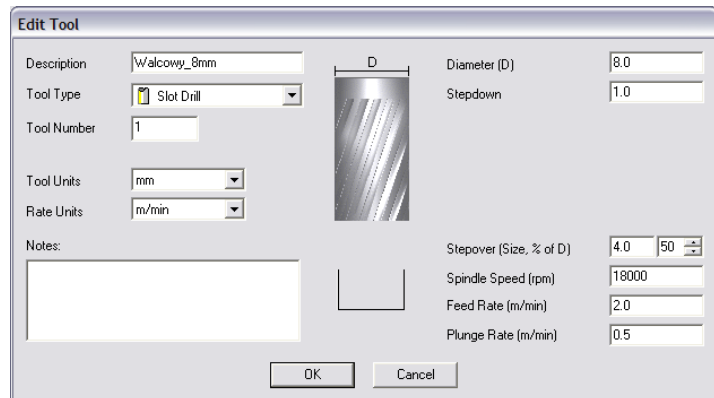 Edit Tool
Description Walcowy_8mm
Tool Type Slot Drill
Tool Number 1
Tool Units mm
Rate Units m/min
Notes:
D
Diameter (D) 8.0
Stepdown 1.0
Stepover (Size, % of D) 4.0 50
Spindle Speed (rpm) 18000
Feed Rate (m/min) 2.0
Plunge Rate (m/min) 0.5
OK Cancel